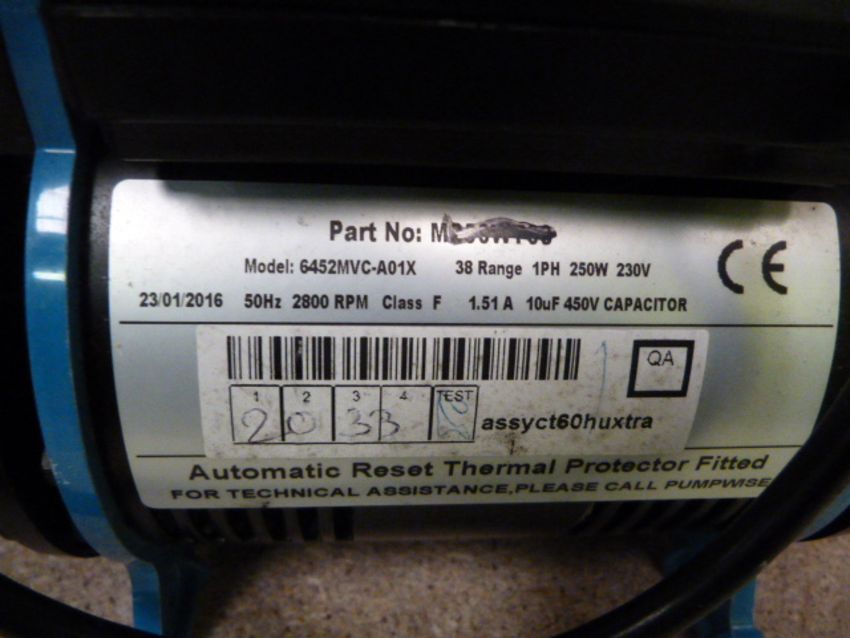 Part No:
Model: 6452MVC-A01X 38 Range 1PH 250W 230V
CE
23/01/2016 50Hz 2800 RPM Class F 1.51 A 10uF 450V CAPACITOR
QA
1 2 3 4 TEST
2 0 3 3
assyct60huxtra
Automatic Reset Thermal Protector Fitted
FOR TECHNICAL ASSISTANCE,PLEASE CALL PUMPWISE